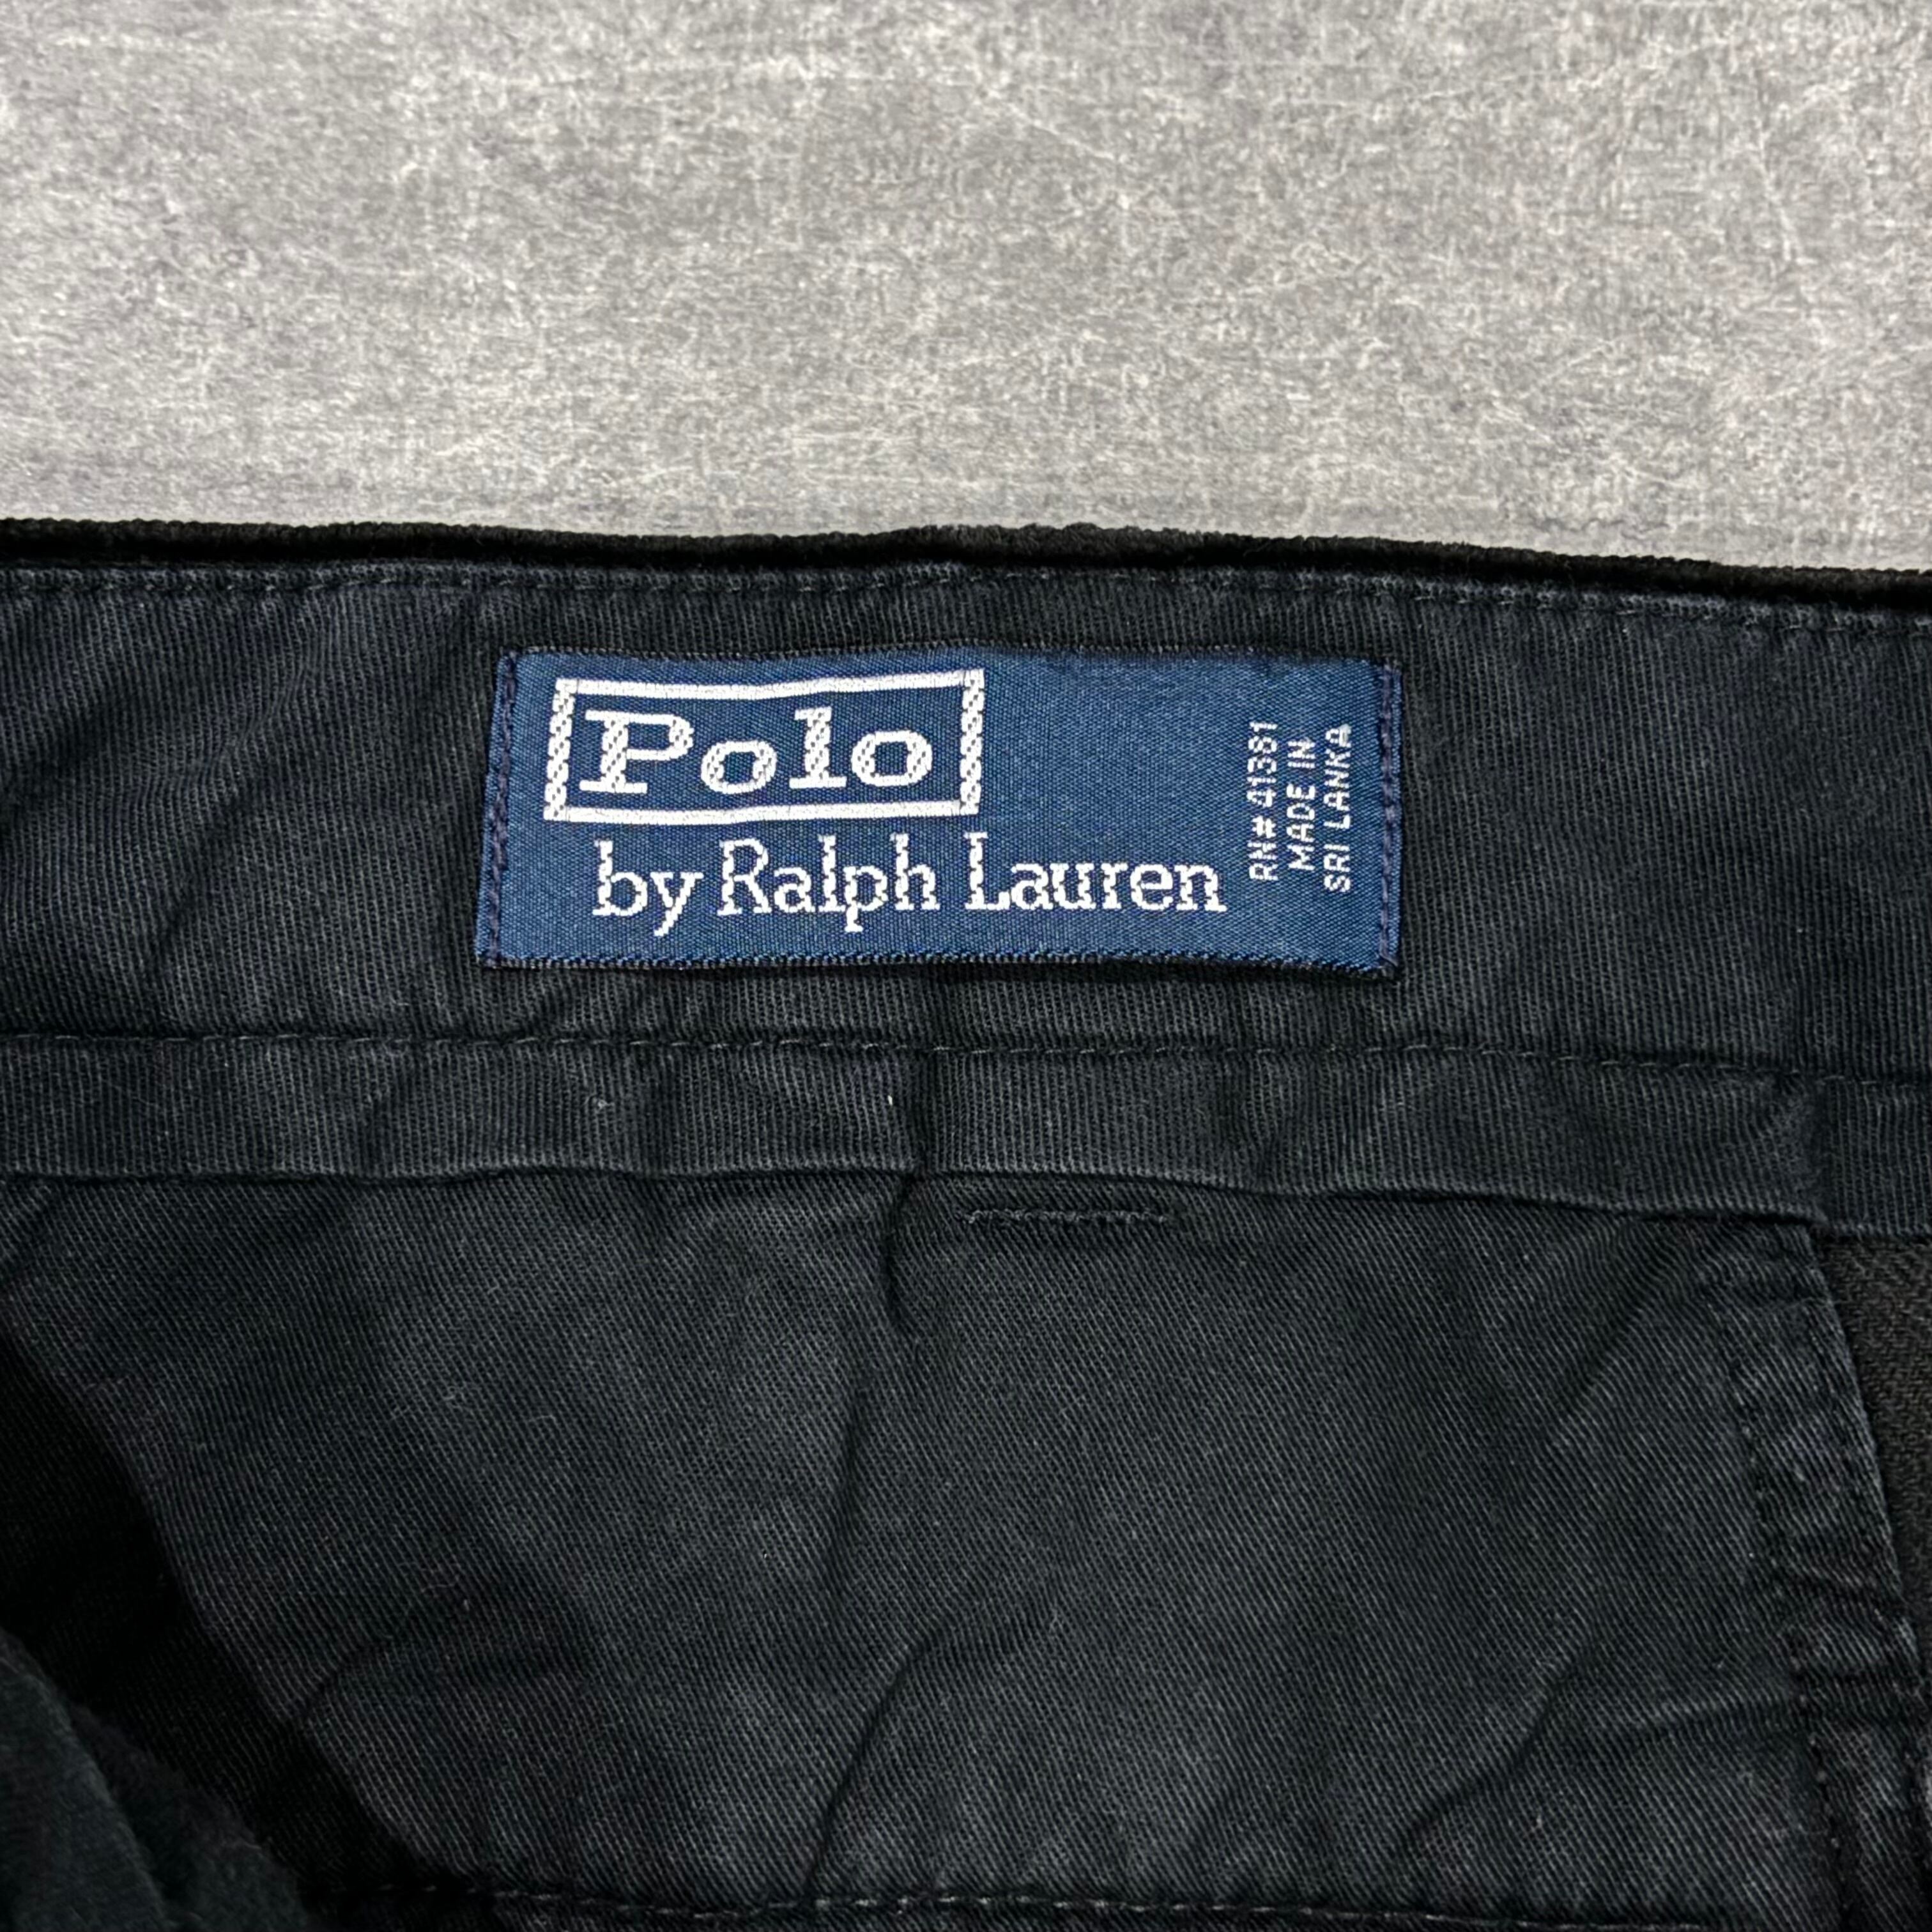 Polo
by Ralph Lauren
RN# 41381
MADE IN
SRI LANKA